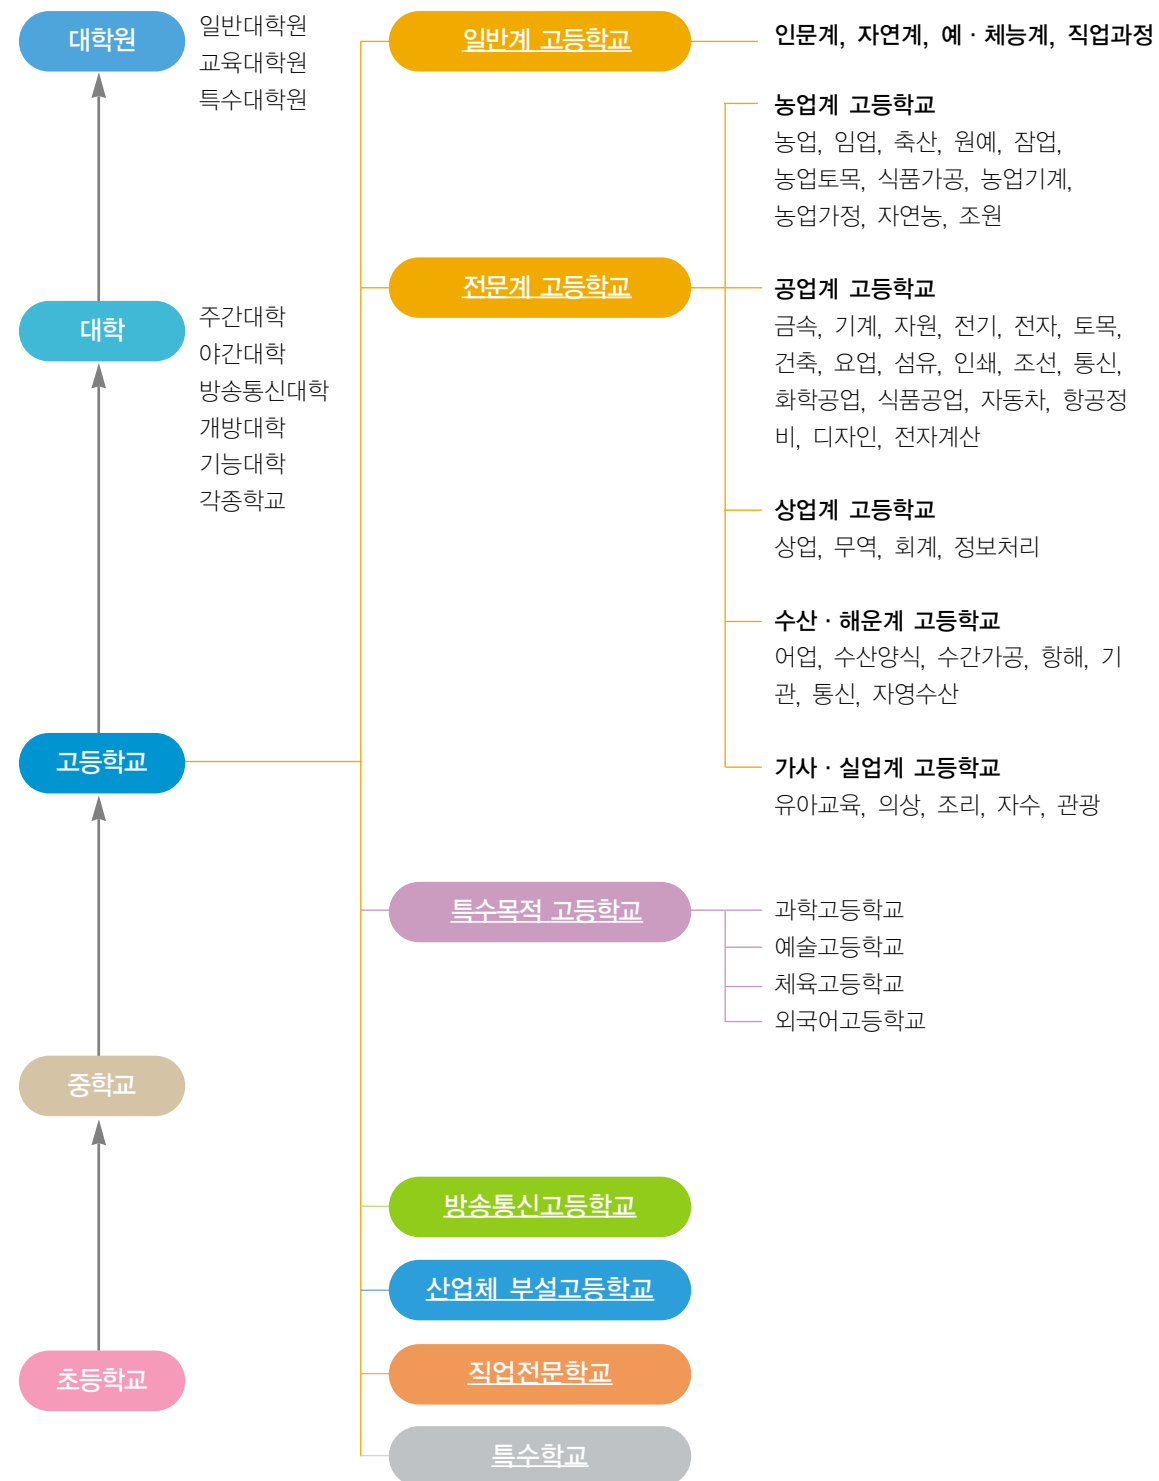 대학원
일반대학원
교육대학원
특수대학원
대학
주간대학
야간대학
방송통신대학
개방대학
기능대학
각종학교
고등학교
중학교
초등학교
일반계 고등학교
인문계, 자연계, 예·체능계, 직업과정
전문계 고등학교
농업계 고등학교
농업, 임업, 축산, 원예, 잠업,
농업토목, 식품가공, 농업기계,
농업가정, 자연농, 조원
공업계 고등학교
금속, 기계, 자원, 전기, 전자, 토목,
건축, 요업, 섬유, 인쇄, 조선, 통신,
화학공업, 식품공업, 자동차, 항공정
비, 디자인, 전자계산
상업계 고등학교
상업, 무역, 회계, 정보처리
수산·해운계 고등학교
어업, 수산양식, 수간가공, 항해, 기
관, 통신, 자영수산
가사·실업계 고등학교
유아교육, 의상, 조리, 자수, 관광
특수목적 고등학교
과학고등학교
예술고등학교
체육고등학교
외국어고등학교
방송통신고등학교
산업체 부설고등학교
직업전문학교
특수학교